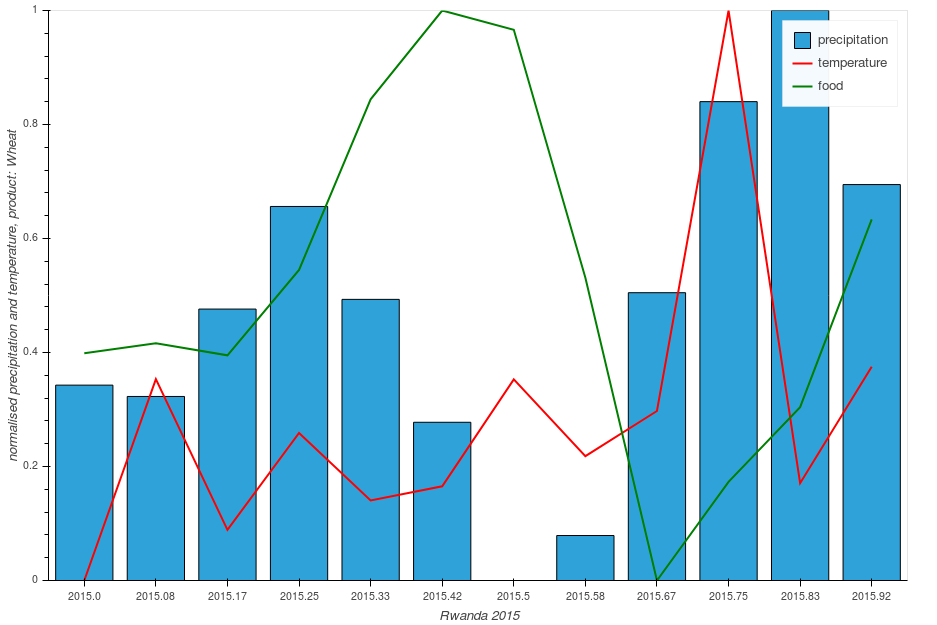 normalised precipitation and temperature, product: Wheat
1
0.8
0.6
0.4
0.2
0
precipitation
temperature
food
2015.0 2015.08 2015.17 2015.25 2015.33 2015.42 2015.5 2015.58 2015.67 2015.75 2015.83 2015.92
Rwanda 2015